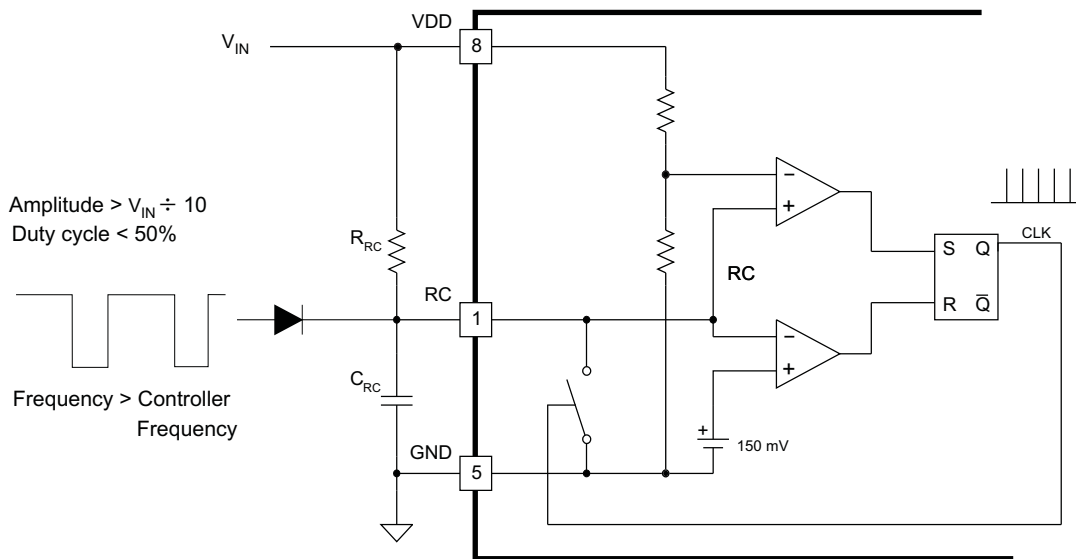 VDD
V_IN
8
Amplitude > V_IN ÷ 10
Duty cycle < 50%
R_RC
RC
1
−
+
RC
−
+
S Q
R Q̅
CLK
Frequency > Controller
Frequency
C_RC
GND
5
+
150 mV